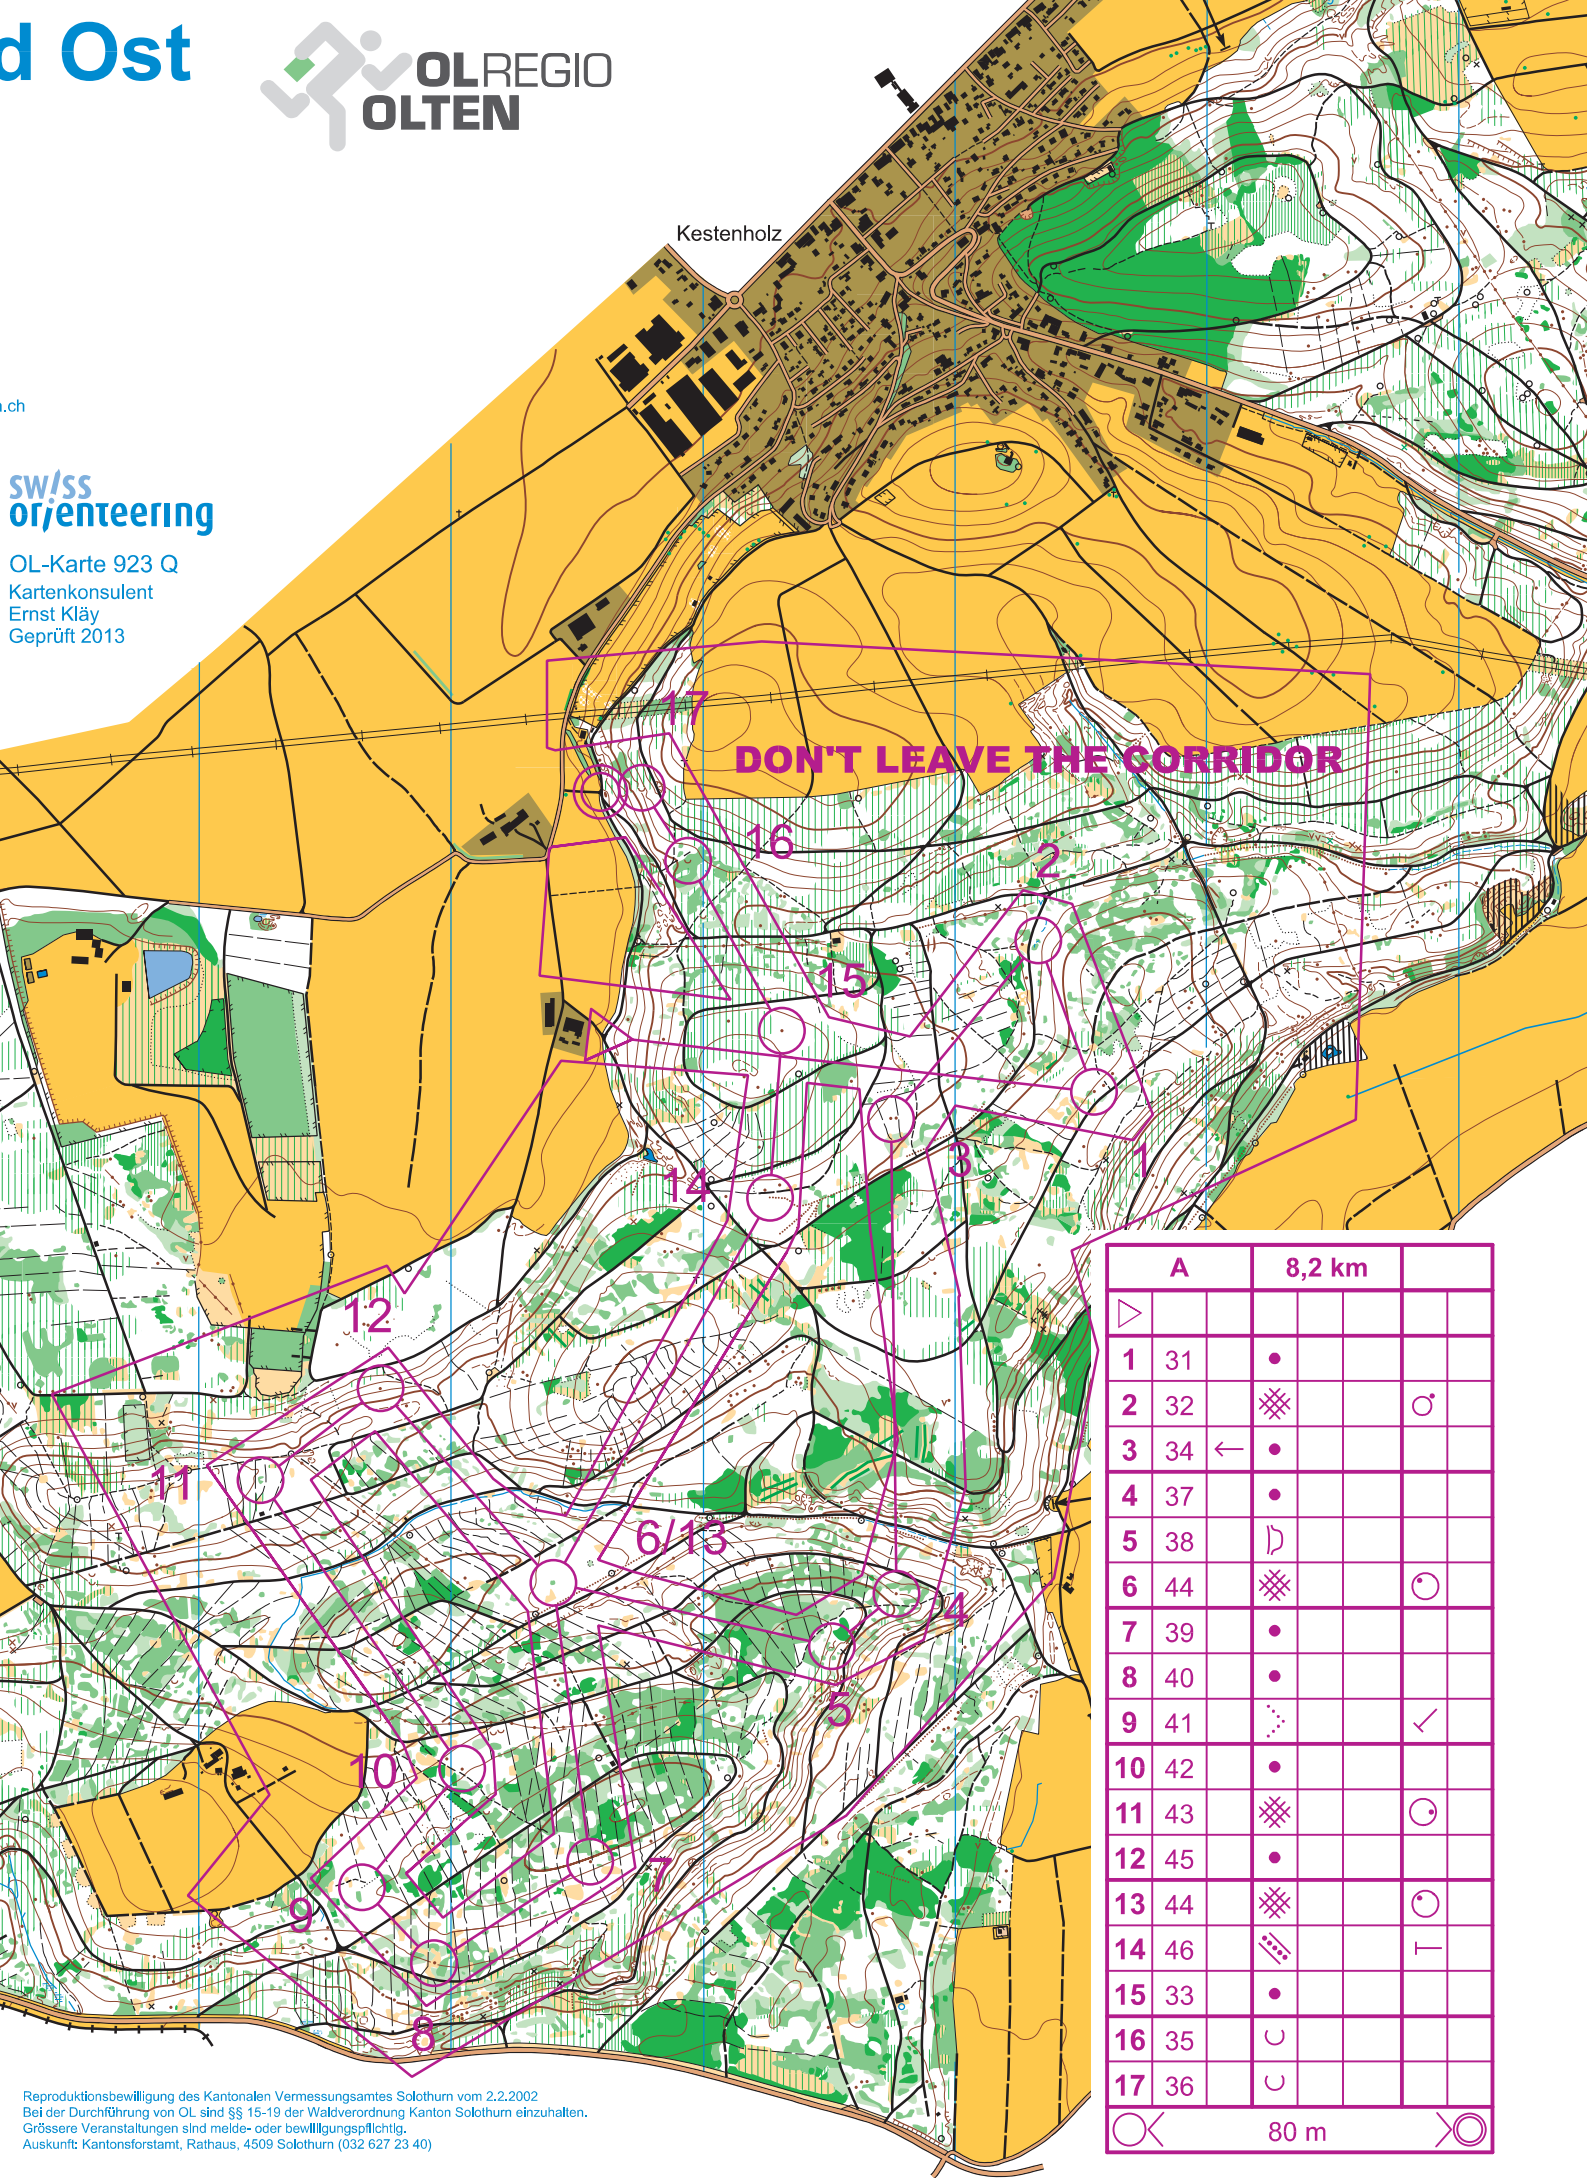 d Ost
OLREGIO
OLTEN
Kestenholz
.ch
swiss
orienteering
OL-Karte 923 Q
Kartenkonsulent
Ernst Kläy
Geprüft 2013
17
DON'T LEAVE THE CORRIDOR
16
2
15
3
1
14
12
11
6/13
4
5
10
7
9
8
A 8,2 km
1 31
2 32
3 34
4 37
5 38
6 44
7 39
8 40
9 41
10 42
11 43
12 45
13 44
14 46
15 33
16 35
17 36
80 m
Reproduktionsbewilligung des Kantonalen Vermessungsamtes Solothurn vom 2.2.2002
Bei der Durchführung von OL sind §§ 15-19 der Waldverordnung Kanton Solothurn einzuhalten.
Grössere Veranstaltungen sind melde- oder bewilligungspflichtig.
Auskunft: Kantonsforstamt, Rathaus, 4509 Solothurn (032 627 23 40)